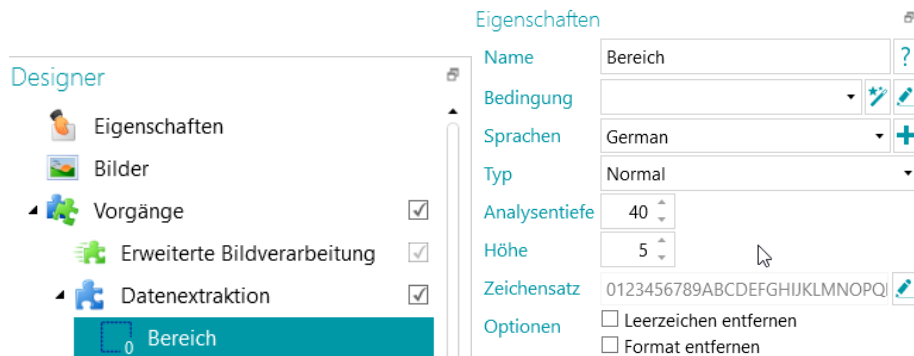 Designer
Eigenschaften
Bilder
Vorgänge
Erweiterte Bildverarbeitung
Datenextraktion
0 Bereich
Eigenschaften
Name Bereich ?
Bedingung
Sprachen German
Typ Normal
Analysentiefe 40
Höhe 5
Zeichensatz 0123456789ABCDEFGHIJKLMNOPQ
Optionen Leerzeichen entfernen
Format entfernen